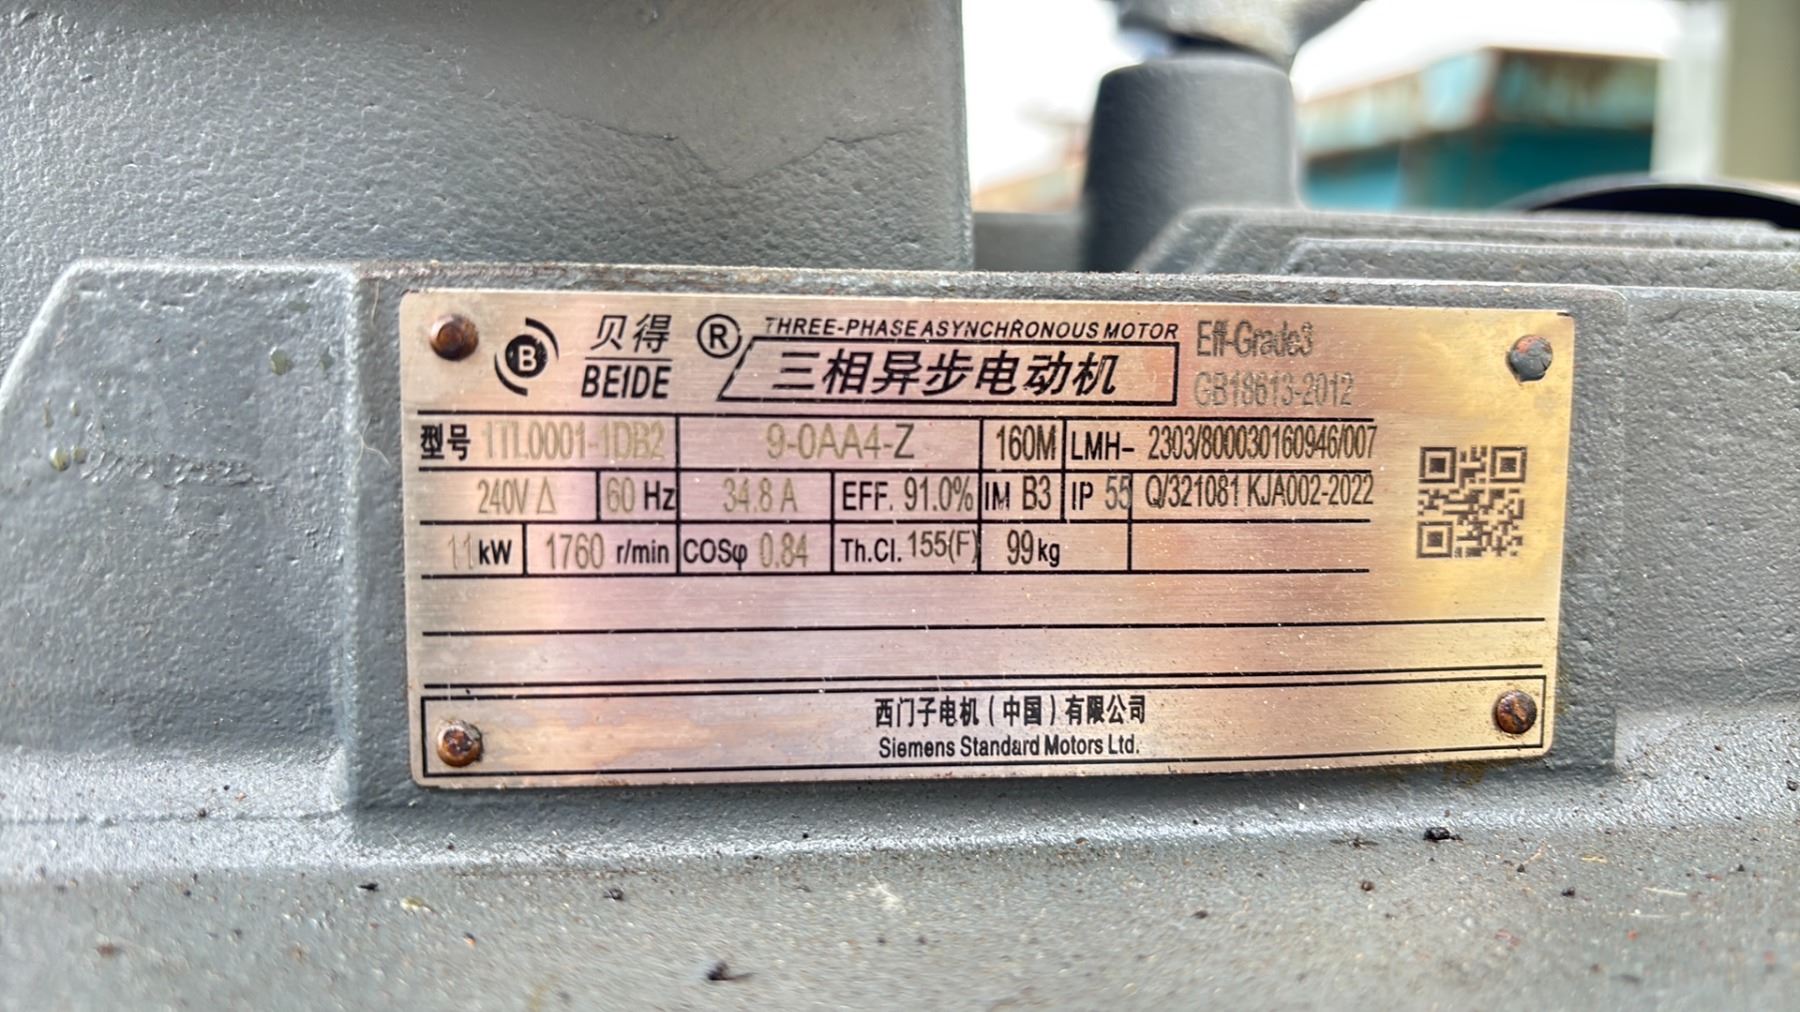 B 贝得 BEIDE ® THREE-PHASE ASYNCHRONOUS MOTOR
三相异步电动机
Eff-Grade3
GB18613-2012
型号 1TL0001-1DB2 9-0AA4-Z 160M LMH- 2303/800030160946/007
240V Δ 60 Hz 34.8 A EFF. 91.0% IM B3 IP 55 Q/321081 KJA002-2022
11 kW 1760 r/min COSφ 0.84 Th.Cl. 155(F) 99 kg
西门子电机(中国)有限公司
Siemens Standard Motors Ltd.